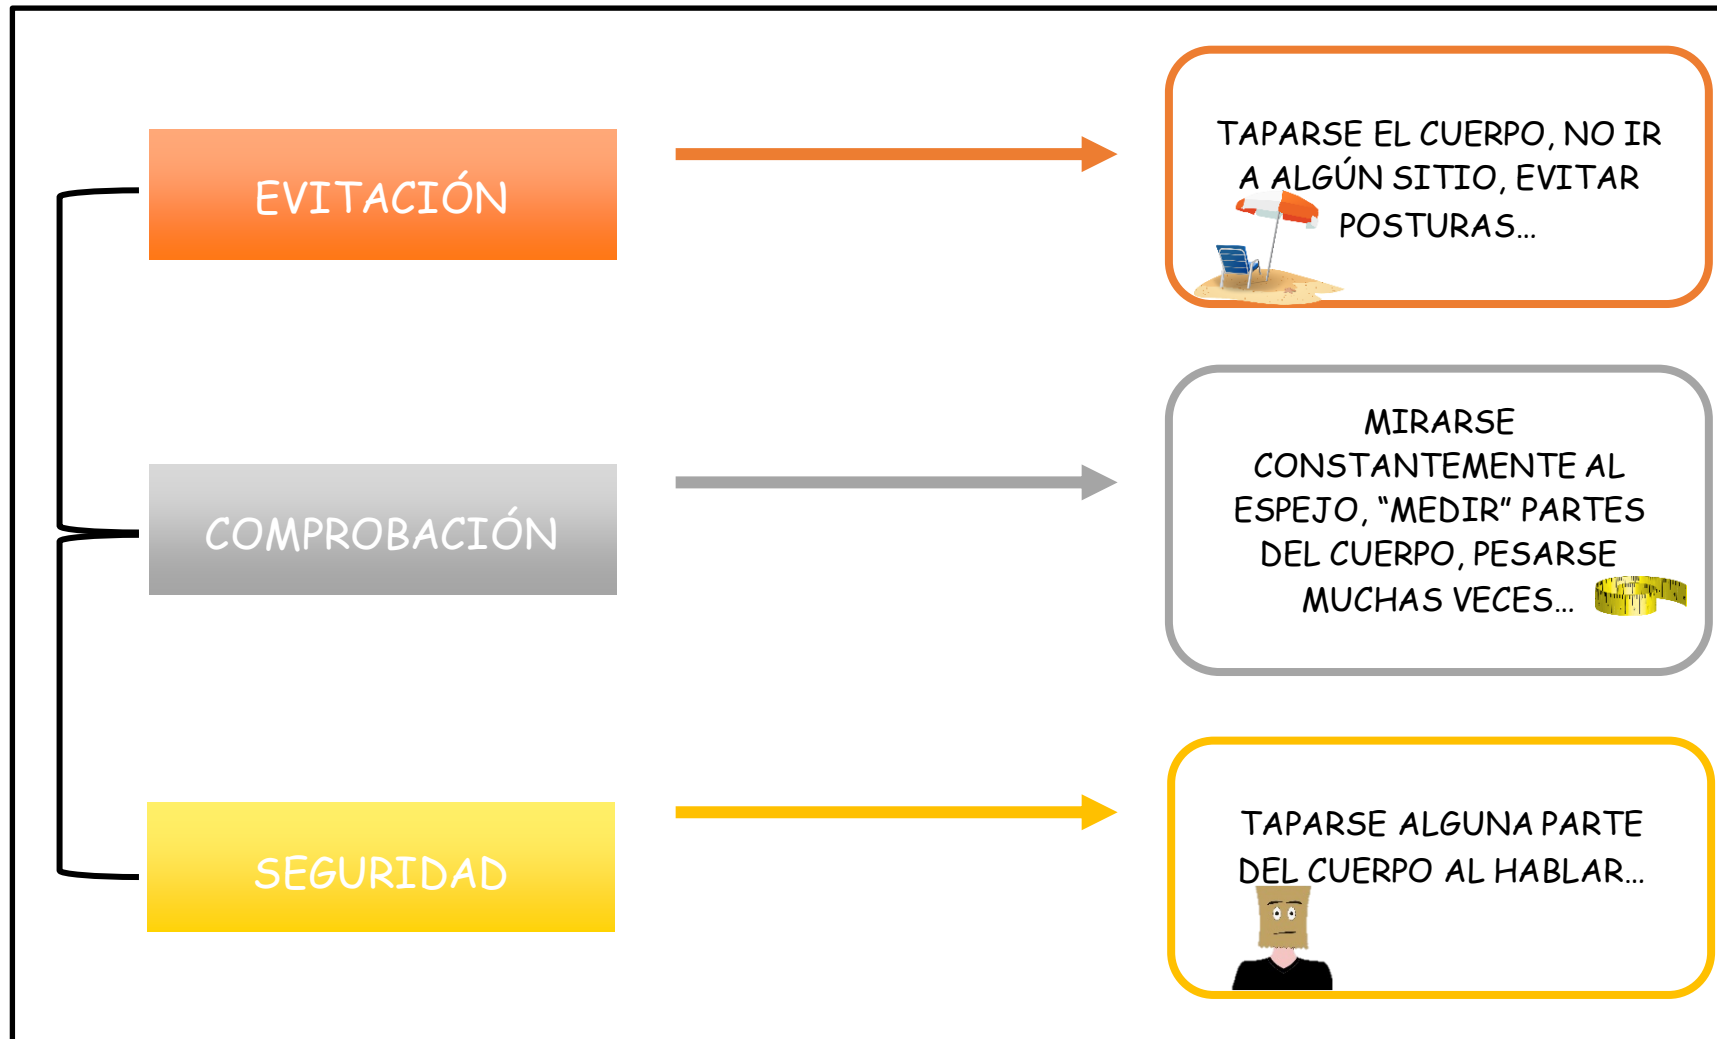 EVITACIÓN
TAPARSE EL CUERPO, NO IR
A ALGÚN SITIO, EVITAR
POSTURAS...
COMPROBACIÓN
MIRARSE
CONSTANTEMENTE AL
ESPEJO, “MEDIR” PARTES
DEL CUERPO, PESARSE
MUCHAS VECES...
SEGURIDAD
TAPARSE ALGUNA PARTE
DEL CUERPO AL HABLAR...